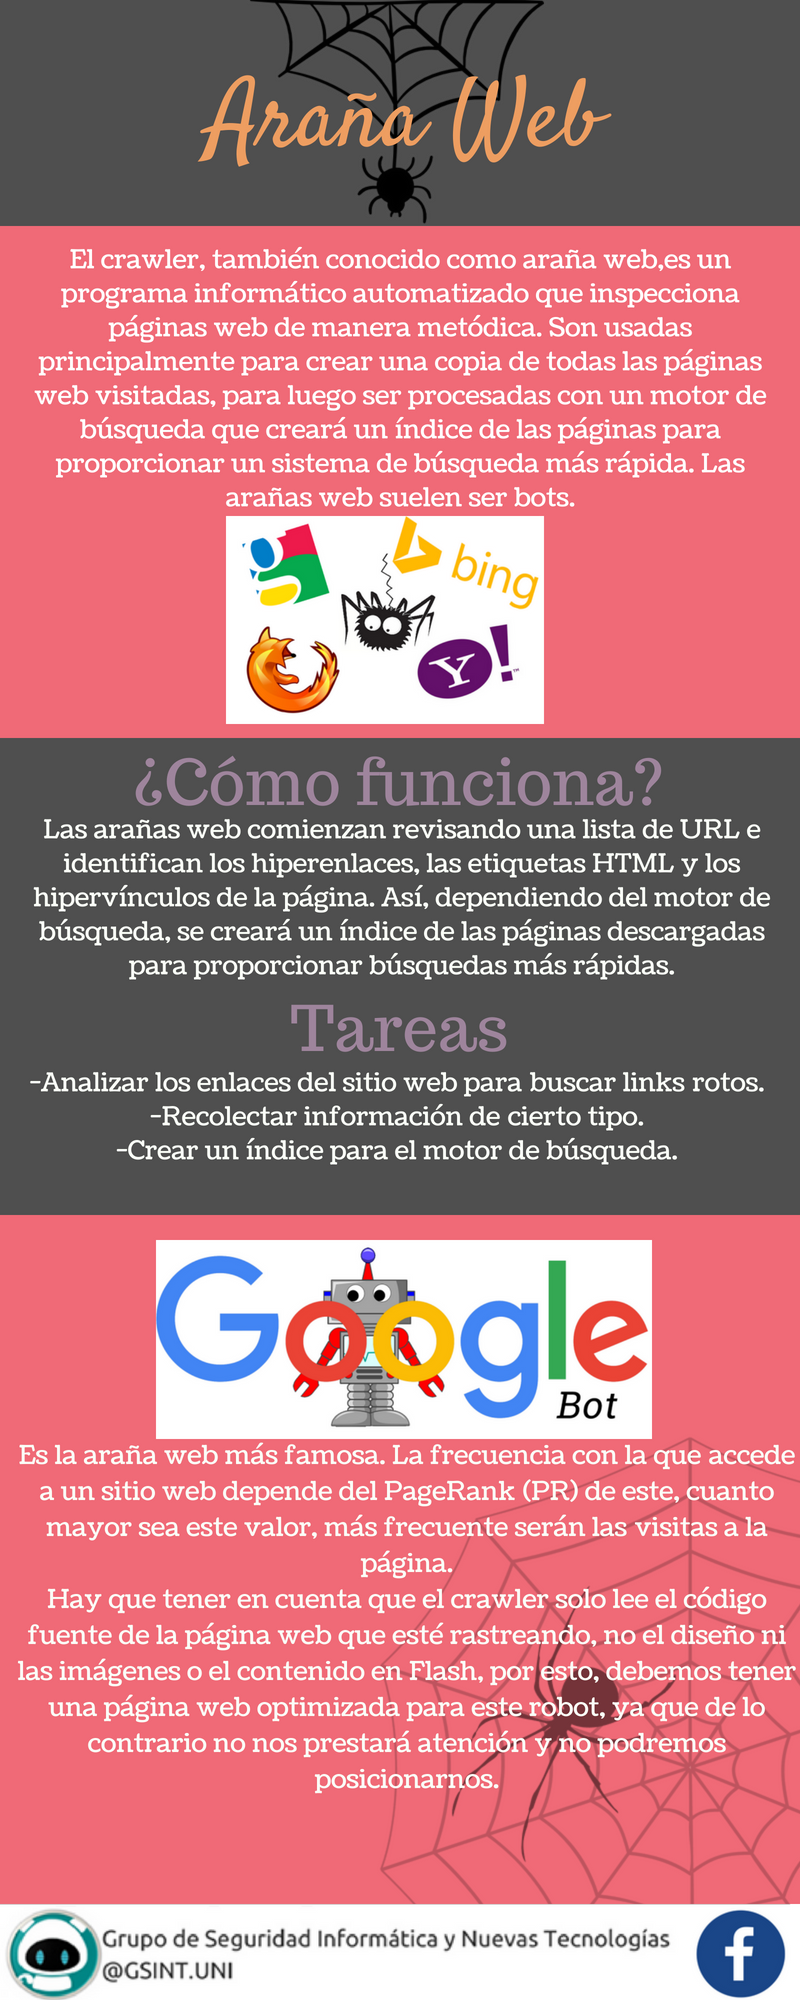 Araña Web
El crawler, también conocido como araña web,es un
programa informático automatizado que inspecciona
páginas web de manera metódica. Son usadas
principalmente para crear una copia de todas las páginas
web visitadas, para luego ser procesadas con un motor de
búsqueda que creará un índice de las páginas para
proporcionar un sistema de búsqueda más rápida. Las
arañas web suelen ser bots.
g
bing
Y!
¿Cómo funciona?
Las arañas web comienzan revisando una lista de URL e
identifican los hiperenlaces, las etiquetas HTML y los
hipervínculos de la página. Así, dependiendo del motor de
búsqueda, se creará un índice de las páginas descargadas
para proporcionar búsquedas más rápidas.
Tareas
-Analizar los enlaces del sitio web para buscar links rotos.
-Recolectar información de cierto tipo.
-Crear un índice para el motor de búsqueda.
Google
Bot
Es la araña web más famosa. La frecuencia con la que accede
a un sitio web depende del PageRank (PR) de este, cuanto
mayor sea este valor, más frecuente serán las visitas a la
página.
Hay que tener en cuenta que el crawler solo lee el código
fuente de la página web que esté rastreando, no el diseño ni
las imágenes o el contenido en Flash, por esto, debemos tener
una página web optimizada para este robot, ya que de lo
contrario no nos prestará atención y no podremos
posicionarnos.
Grupo de Seguridad Informática y Nuevas Tecnologías
@GSINT.UNI
f